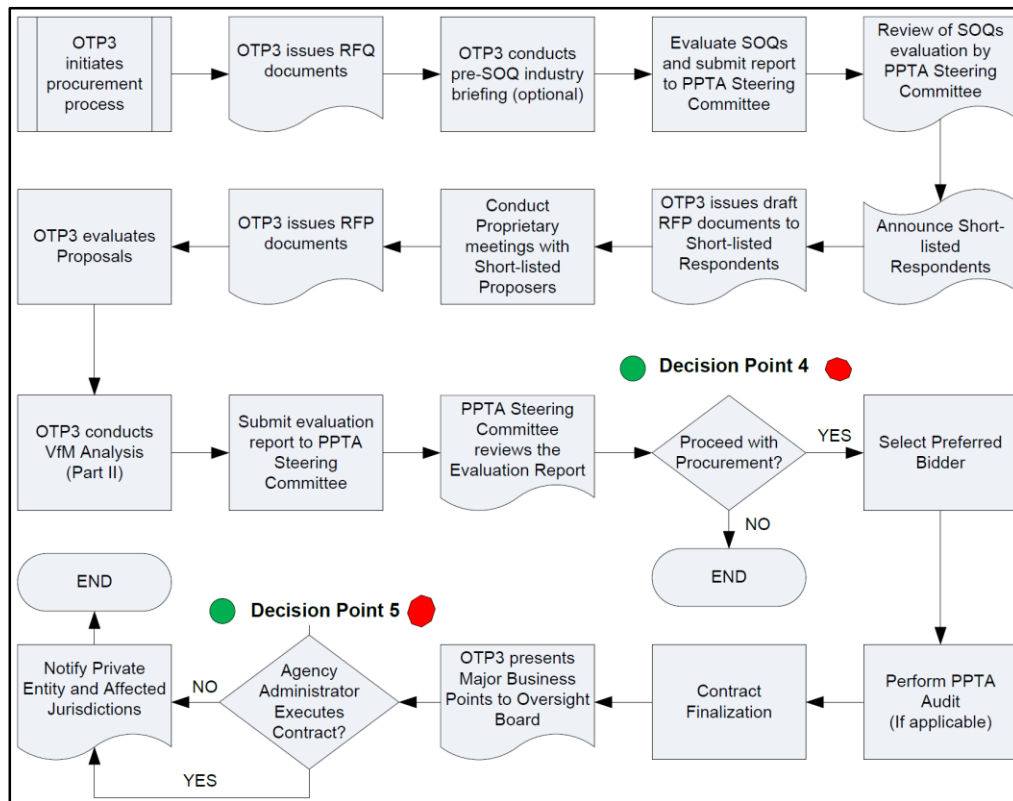 OTP3
initiates
procurement
process
OTP3 issues RFQ
documents
OTP3 conducts
pre-SOQ industry
briefing (optional)
Evaluate SOQs
and submit report
to PPTA Steering
Committee
Review of SOQs
evaluation by
PPTA Steering
Committee
Announce Short-
listed
Respondents
OTP3 issues draft
RFP documents to
Short-listed
Respondents
Conduct
Proprietary
meetings with
Short-listed
Proposers
OTP3 issues RFP
documents
OTP3 evaluates
Proposals
OTP3 conducts
VfM Analysis
(Part II)
Submit evaluation
report to PPTA
Steering
Committee
PPTA Steering
Committee
reviews the
Evaluation Report
Decision Point 4
Proceed with
Procurement?
YES
NO
END
Select Preferred
Bidder
Perform PPTA
Audit
(If applicable)
Contract
Finalization
OTP3 presents
Major Business
Points to Oversight
Board
Decision Point 5
Agency
Administrator
Executes
Contract?
NO
YES
Notify Private
Entity and Affected
Jurisdictions
END